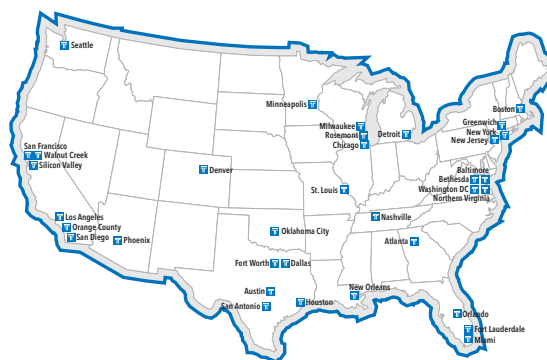 Seattle
Minneapolis
Boston
Milwaukee
Greenwich
Rosemont
Detroit
New York
Chicago
New Jersey
San Francisco
Walnut Creek
Silicon Valley
Denver
Baltimore
Bethesda
St. Louis
Washington DC
Northern Virginia
Los Angeles
Nashville
Orange County
Oklahoma City
San Diego
Phoenix
Atlanta
Fort Worth
Dallas
Austin
New Orleans
San Antonio
Houston
Orlando
Fort Lauderdale
Miami